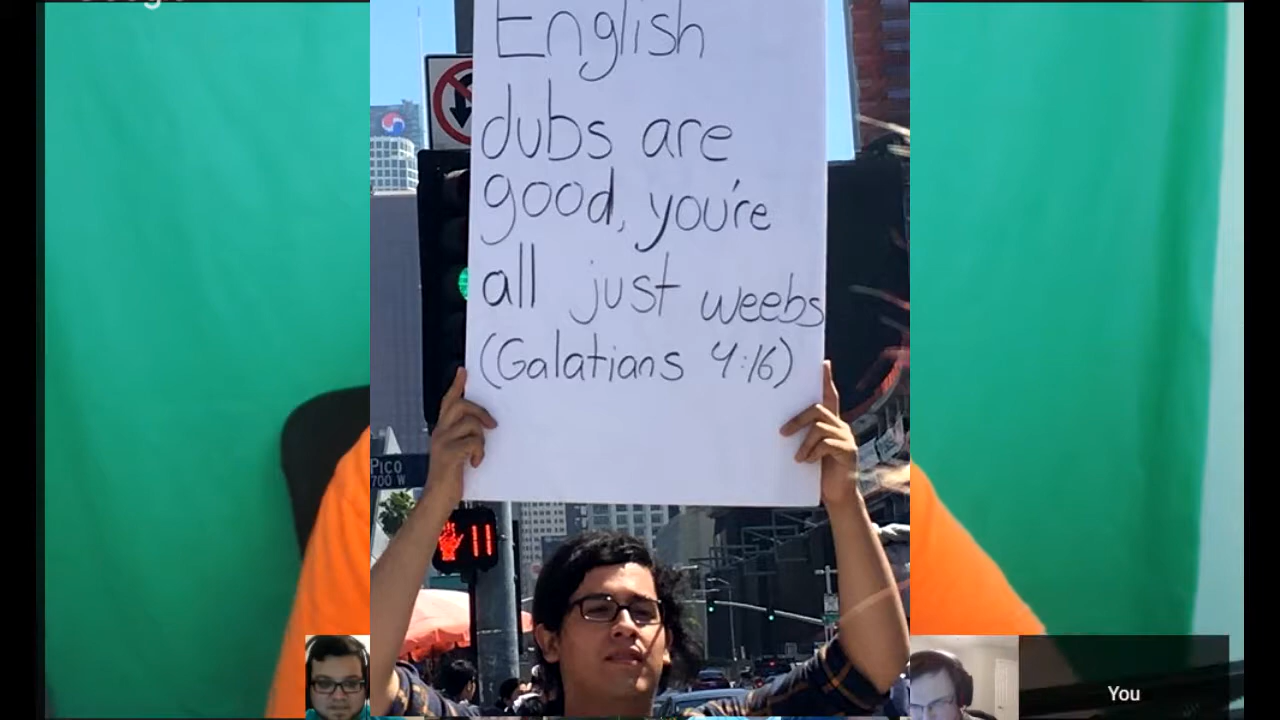 English
dubs are
good, you're
all just weebs
(Galatians 4:16)
PICO
700 W
11
You